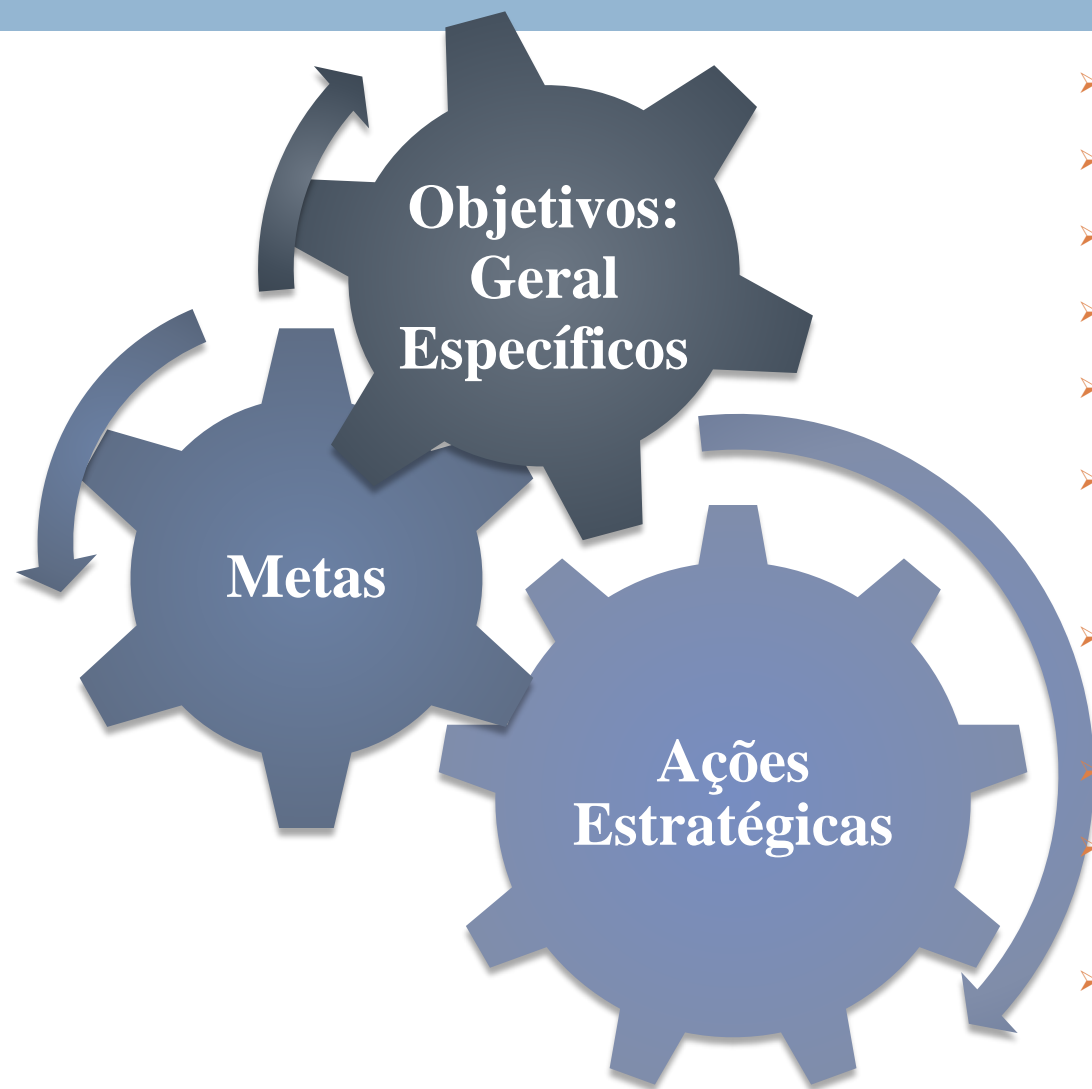 Objetivos:
Geral
Específicos
Metas
Ações
Estratégicas